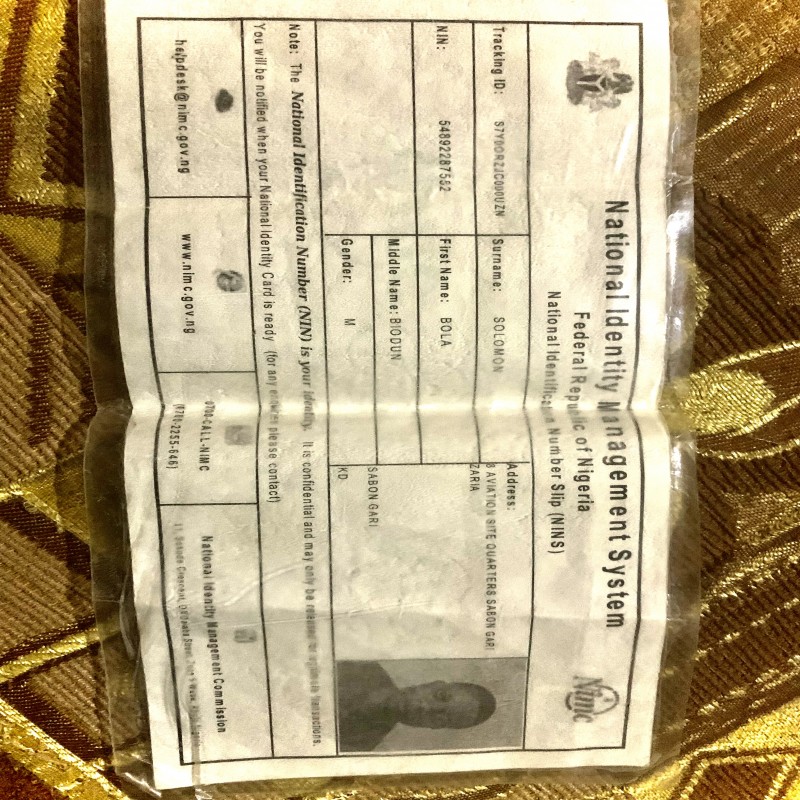 National Identity Management System
Federal Republic of Nigeria
National Identification Number Slip (NINS)
Nimc
Tracking ID:
Surname: SOLOMON
Address:
8 AVIATION SITE QUARTERS SABON GARI
ZARIA
NIN: 54892287552
First Name: BOLA
Middle Name: BIODUN
SABON GARI
KD
Gender: M
Note: The National Identification Number (NIN) is your identity. It is confidential and may only be released for legitimate transactions.
You will be notified when your National Identity Card is ready (for any enquiries please contact)
helpdesk@nimc.gov.ng
www.nimc.gov.ng
0700-CALL-NIMC
(0700-2255-646)
National Identity Management Commission
11, Sokode Crescent, Street, Zone 5 Wuse,